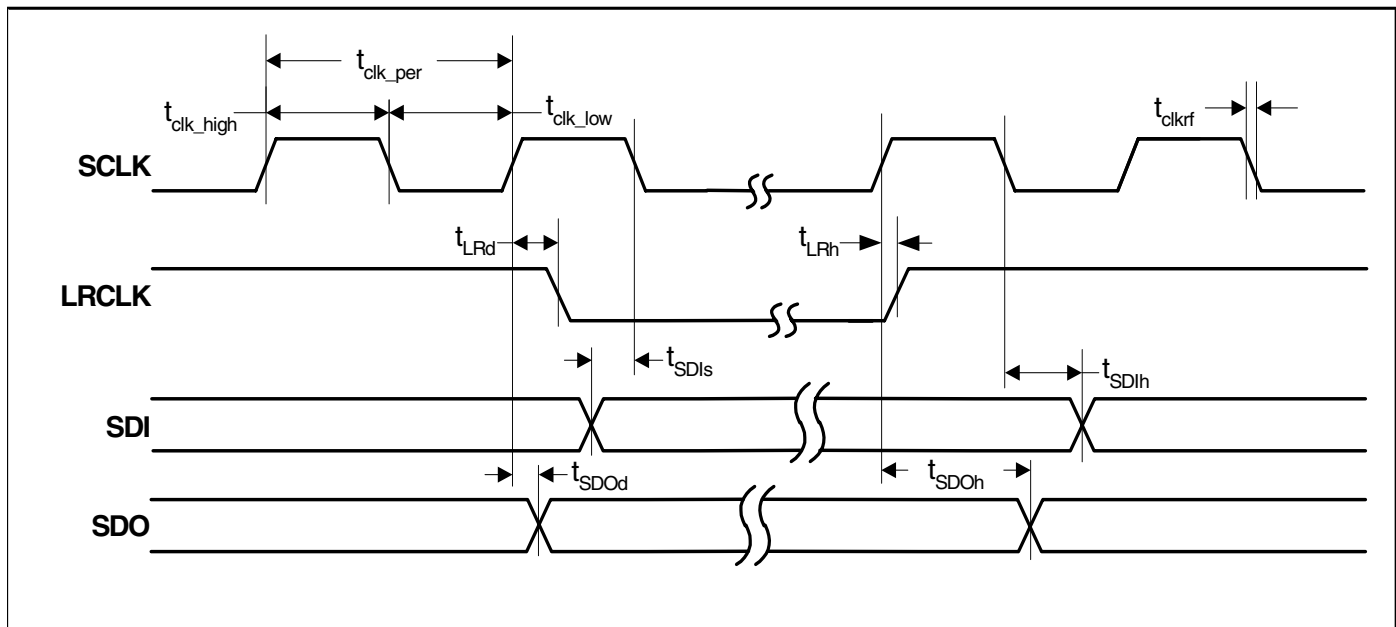 t_clk_per
t_clk_high
t_clk_low
t_clkrf
SCLK
t_LRd
t_LRh
LRCLK
t_SDIs
t_SDIh
SDI
t_SDOd
t_SDOh
SDO